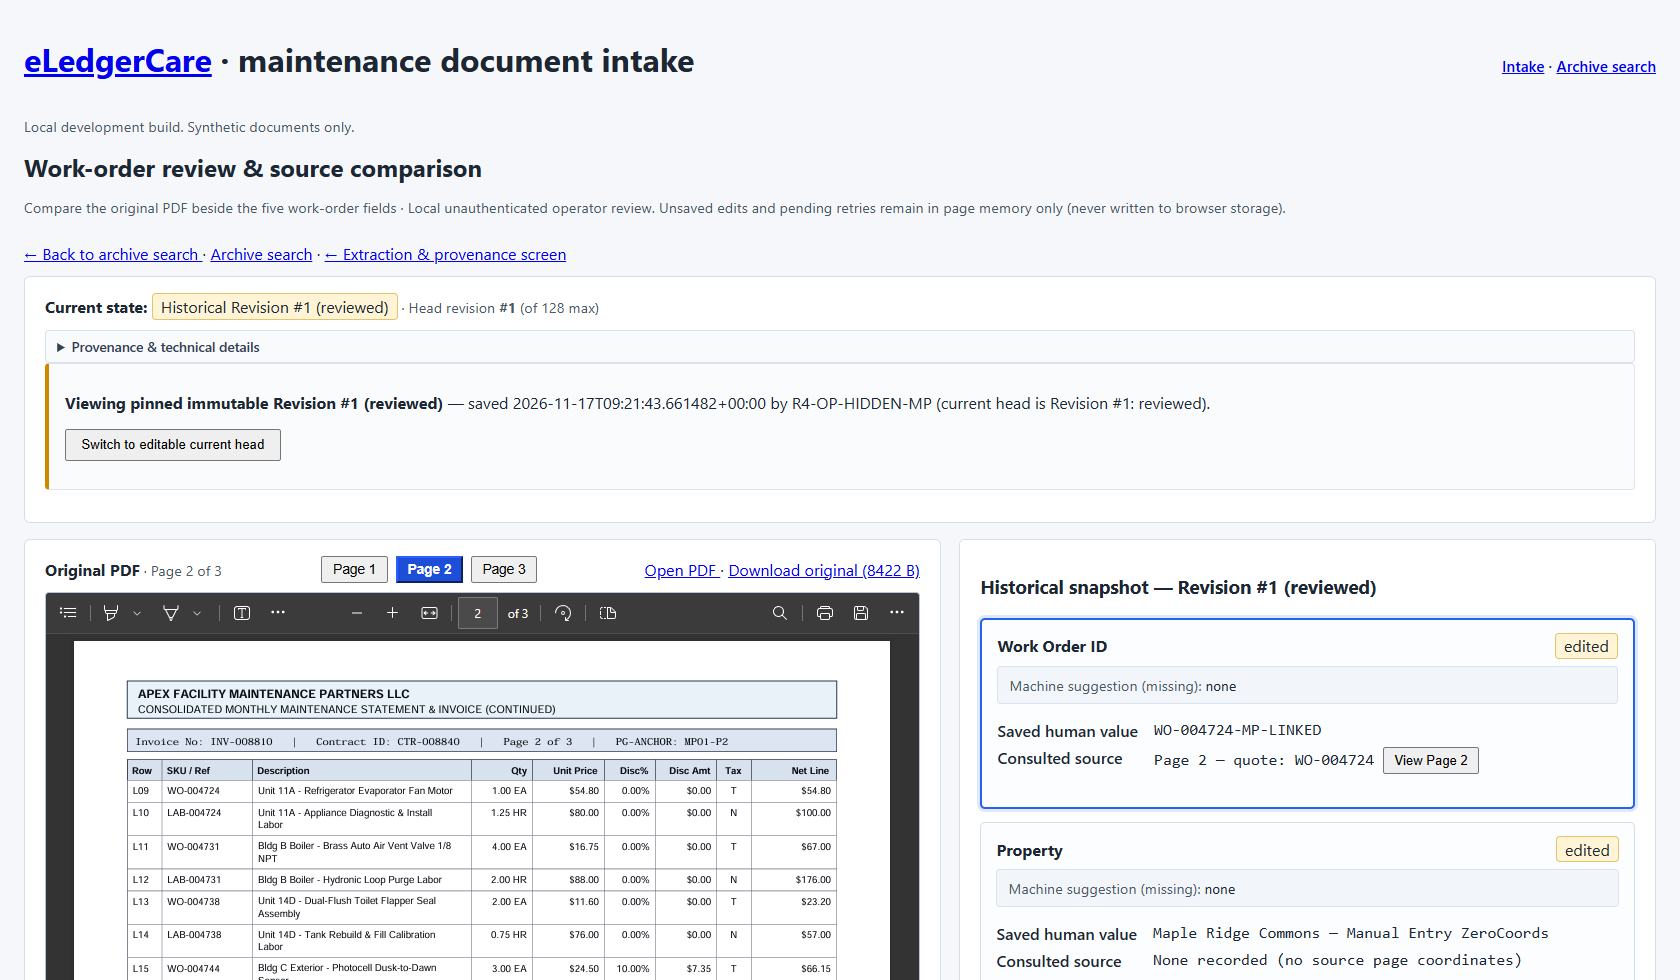 eLedgerCare · maintenance document intake
Intake · Archive search
Local development build. Synthetic documents only.
Work-order review & source comparison
Compare the original PDF beside the five work-order fields · Local unauthenticated operator review. Unsaved edits and pending retries remain in page memory only (never written to browser storage).
← Back to archive search · Archive search · ← Extraction & provenance screen
Current state: Historical Revision #1 (reviewed) · Head revision #1 (of 128 max)
▶ Provenance & technical details
Viewing pinned immutable Revision #1 (reviewed) — saved 2026-11-17T09:21:43.661482+00:00 by R4-OP-HIDDEN-MP (current head is Revision #1: reviewed).
Switch to editable current head
Original PDF · Page 2 of 3
Page 1 Page 2 Page 3
Open PDF · Download original (8422 B)
2 of 3
APEX FACILITY MAINTENANCE PARTNERS LLC
CONSOLIDATED MONTHLY MAINTENANCE STATEMENT & INVOICE (CONTINUED)
Invoice No: INV-008810 | Contract ID: CTR-008840 | Page 2 of 3 | PG-ANCHOR: MP01-P2
Row SKU / Ref Description Qty Unit Price Disc% Disc Amt Tax Net Line
L09 WO-004724 Unit 11A - Refrigerator Evaporator Fan Motor 1.00 EA $54.80 0.00% $0.00 T $54.80
L10 LAB-004724 Unit 11A - Appliance Diagnostic & Install 1.25 HR $80.00 0.00% $0.00 N $100.00
Labor
L11 WO-004731 Bldg B Boiler - Brass Auto Air Vent Valve 1/8 4.00 EA $16.75 0.00% $0.00 T $67.00
NPT
L12 LAB-004731 Bldg B Boiler - Hydronic Loop Purge Labor 2.00 HR $88.00 0.00% $0.00 N $176.00
L13 WO-004738 Unit 14D - Dual-Flush Toilet Flapper Seal 2.00 EA $11.60 0.00% $0.00 T $23.20
Assembly
L14 LAB-004738 Unit 14D - Tank Rebuild & Fill Calibration 0.75 HR $76.00 0.00% $0.00 N $57.00
Labor
L15 WO-004744 Bldg C Exterior - Photocell Dusk-to-Dawn 3.00 EA $24.50 10.00% $7.35 T $66.15
Historical snapshot — Revision #1 (reviewed)
Work Order ID edited
Machine suggestion (missing): none
Saved human value WO-004724-MP-LINKED
Consulted source Page 2 — quote: WO-004724 View Page 2
Property edited
Machine suggestion (missing): none
Saved human value Maple Ridge Commons — Manual Entry ZeroCoords
Consulted source None recorded (no source page coordinates)